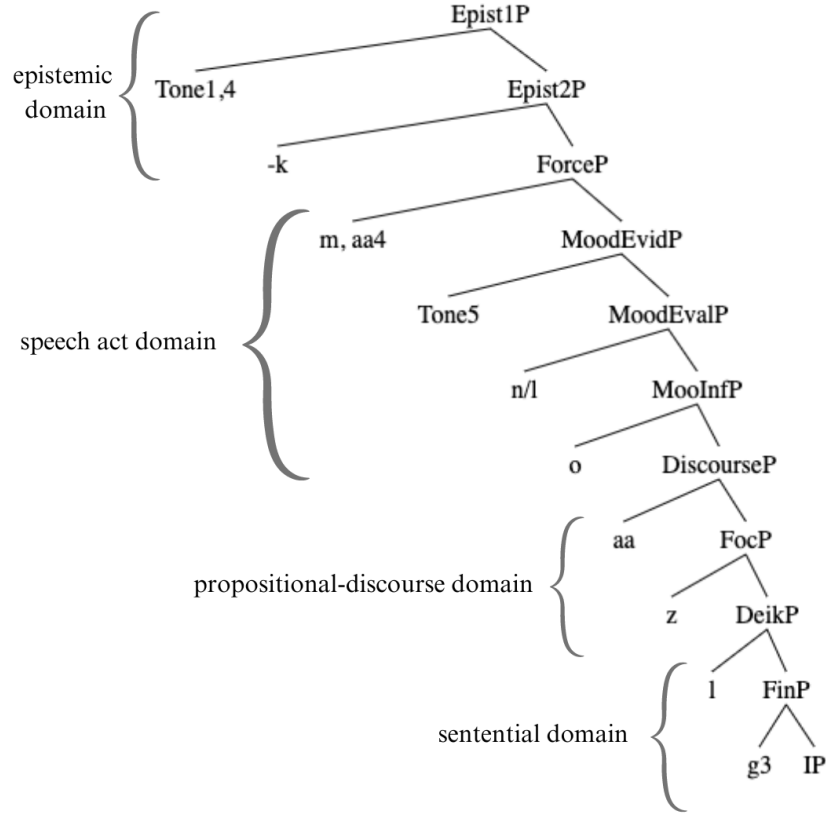 Epist1P
epistemic
domain
Tone1,4
Epist2P
-k
ForceP
m, aa4
MoodEvidP
speech act domain
Tone5
MoodEvalP
n/l
MooInfP
o
DiscourseP
aa
FocP
propositional-discourse domain
z
DeikP
l
FinP
sentential domain
g3
IP